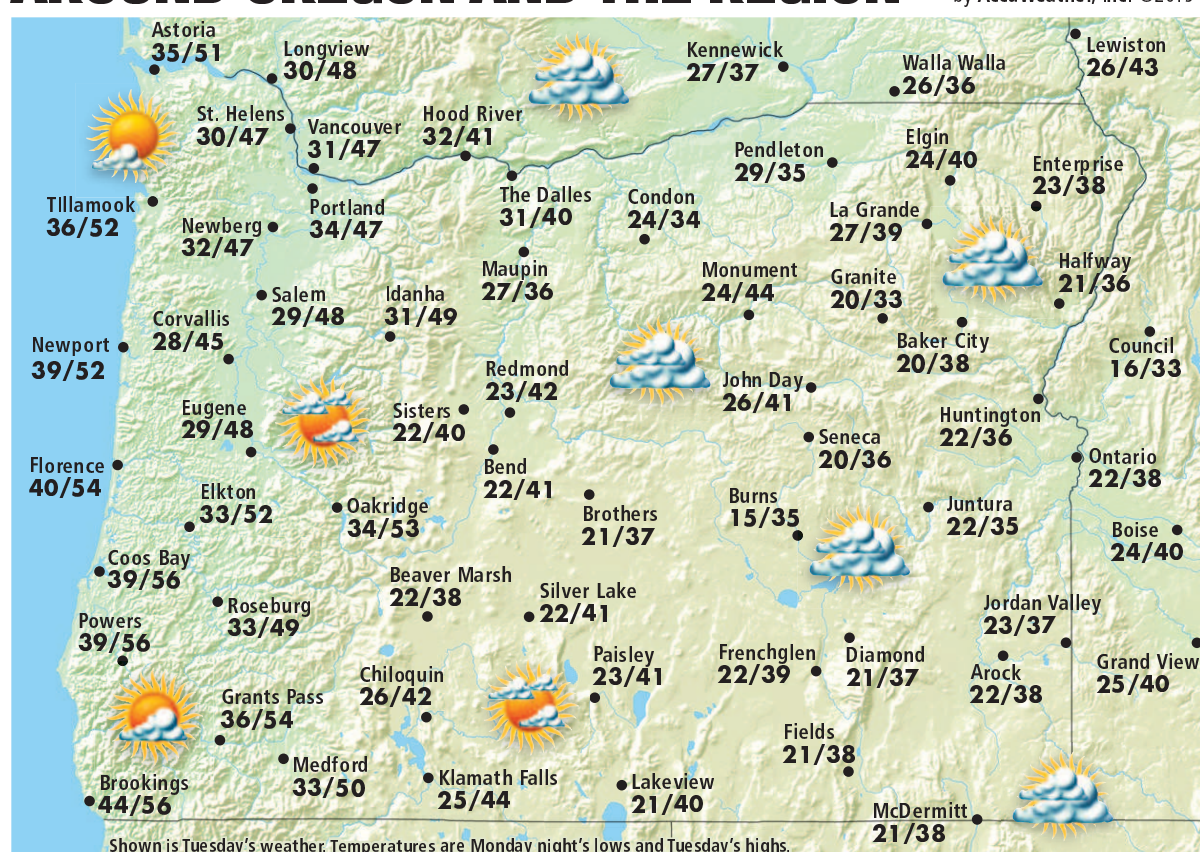 AROUND OREGON AND THE REGION
by AccuWeather, Inc. ©2019
Astoria
35/51
Longview
30/48
Kennewick
27/37
Walla Walla
26/36
Lewiston
26/43
St. Helens
30/47
Vancouver
31/47
Hood River
32/41
Pendleton
29/35
Elgin
24/40
Enterprise
23/38
TIllamook
36/52
Newberg
32/47
Portland
34/47
The Dalles
31/40
Condon
24/34
La Grande
27/39
Maupin
27/36
Monument
24/44
Granite
20/33
Halfway
21/36
Salem
29/48
Idanha
31/49
Corvallis
28/45
Newport
39/52
Baker City
20/38
Council
16/33
Redmond
23/42
John Day
26/41
Eugene
29/48
Sisters
22/40
Huntington
22/36
Seneca
20/36
Florence
40/54
Bend
22/41
Ontario
22/38
Elkton
33/52
Oakridge
34/53
Brothers
21/37
Burns
15/35
Juntura
22/35
Boise
24/40
Coos Bay
39/56
Beaver Marsh
22/38
Silver Lake
22/41
Roseburg
33/49
Jordan Valley
23/37
Powers
39/56
Paisley
23/41
Frenchglen
22/39
Diamond
21/37
Arock
22/38
Grand View
25/40
Chiloquin
26/42
Grants Pass
36/54
Fields
21/38
Medford
33/50
Klamath Falls
25/44
Lakeview
21/40
Brookings
44/56
McDermitt
21/38
Shown is Tuesday's weather. Temperatures are Monday night's lows and Tuesday's highs.